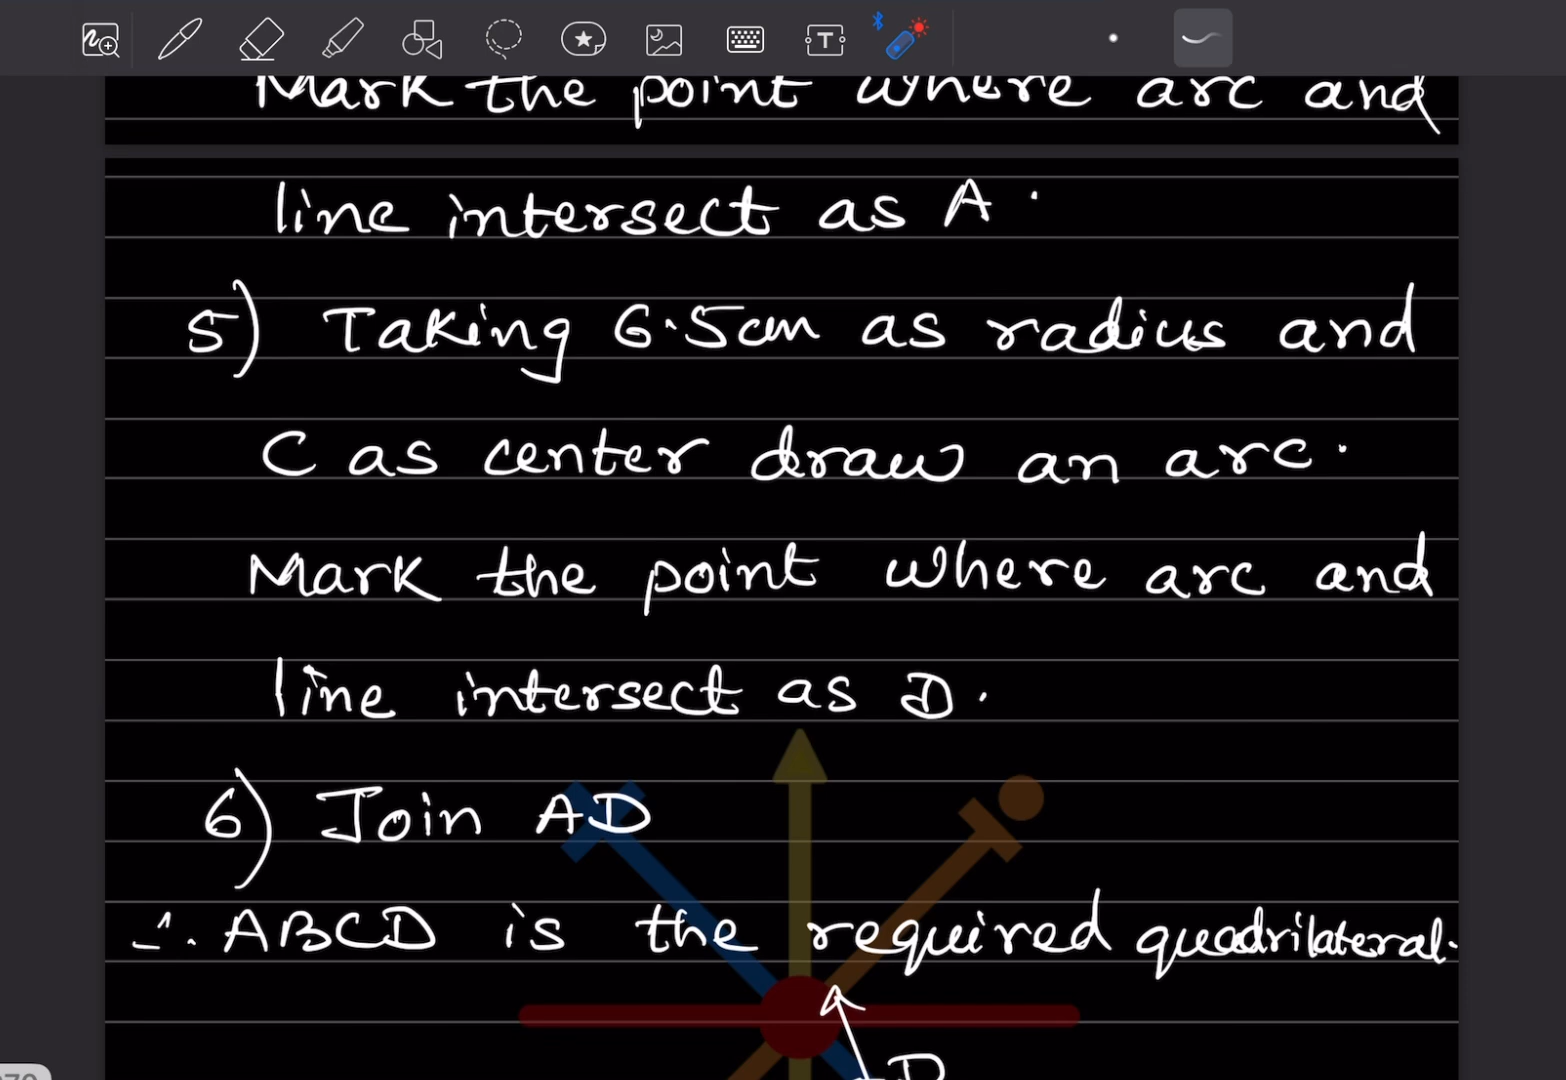 Mark the point where arc and
line intersect as A.
5) Taking 6.5cm as radius and
C as center draw an arc.
Mark the point where arc and
line intersect as D.
6) Join AD
∴ ABCD is the required quadrilateral.
D